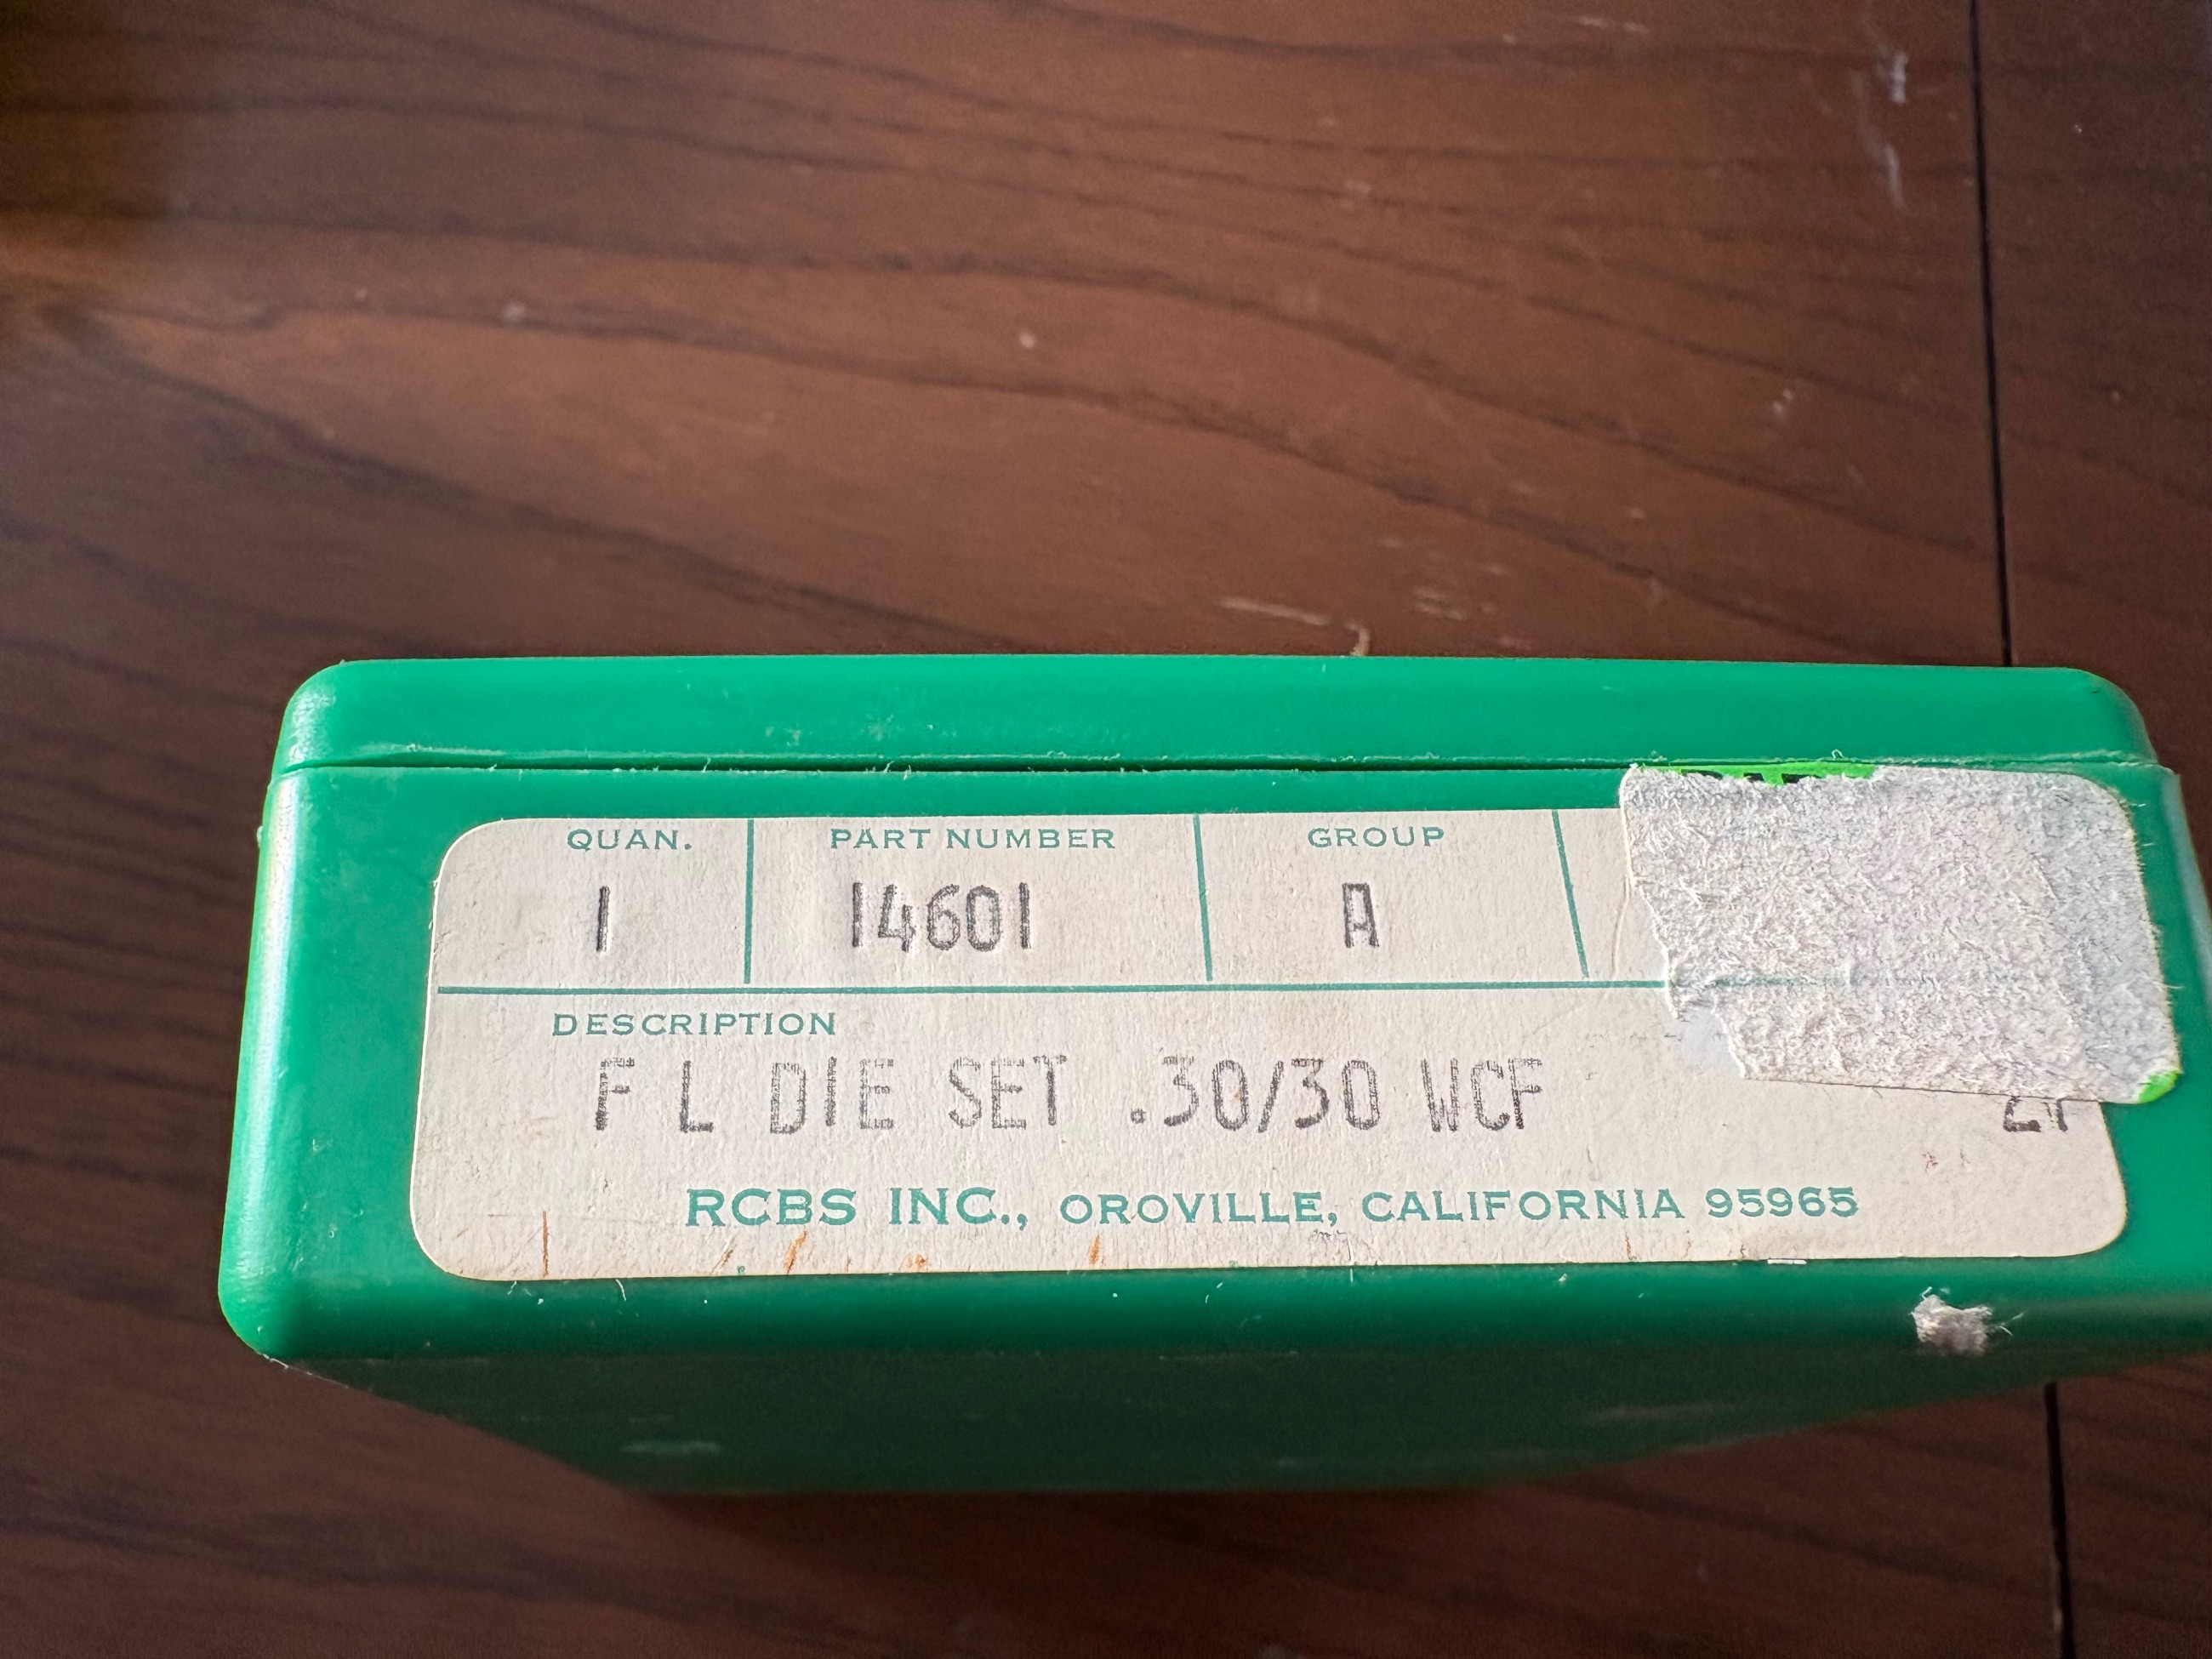 QUAN. PART NUMBER GROUP
1 14601 A
DESCRIPTION
F L DIE SET .30/30 WCF
RCBS INC., OROVILLE, CALIFORNIA 95965